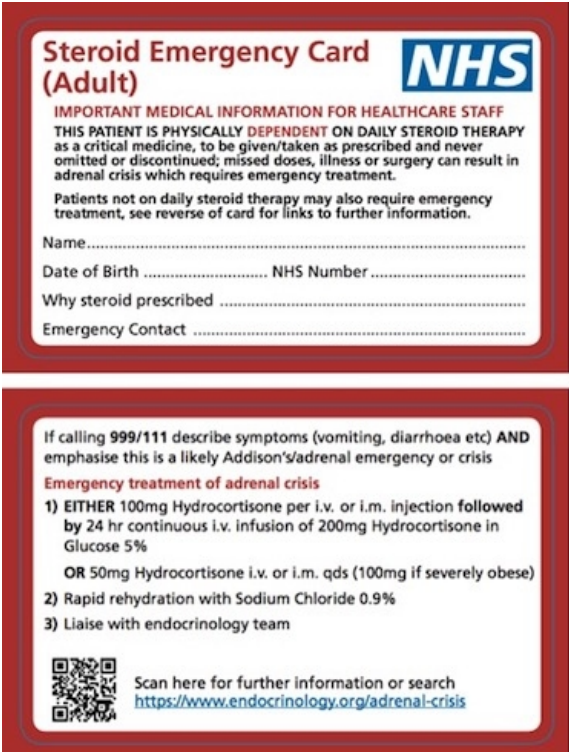 Steroid Emergency Card
(Adult)
NHS
IMPORTANT MEDICAL INFORMATION FOR HEALTHCARE STAFF
THIS PATIENT IS PHYSICALLY DEPENDENT ON DAILY STEROID THERAPY
as a critical medicine, to be given/taken as prescribed and never
omitted or discontinued; missed doses, illness or surgery can result in
adrenal crisis which requires emergency treatment.
Patients not on daily steroid therapy may also require emergency
treatment, see reverse of card for links to further information.
Name..........................................................................................
Date of Birth .......................... NHS Number.................................
Why steroid prescribed ................................................................
Emergency Contact ......................................................................
If calling 999/111 describe symptoms (vomiting, diarrhoea etc) AND
emphasise this is a likely Addison's/adrenal emergency or crisis
Emergency treatment of adrenal crisis
1) EITHER 100mg Hydrocortisone per i.v. or i.m. injection followed
by 24 hr continuous i.v. infusion of 200mg Hydrocortisone in
Glucose 5%
OR 50mg Hydrocortisone i.v. or i.m. qds (100mg if severely obese)
2) Rapid rehydration with Sodium Chloride 0.9%
3) Liaise with endocrinology team
Scan here for further information or search
https://www.endocrinology.org/adrenal-crisis